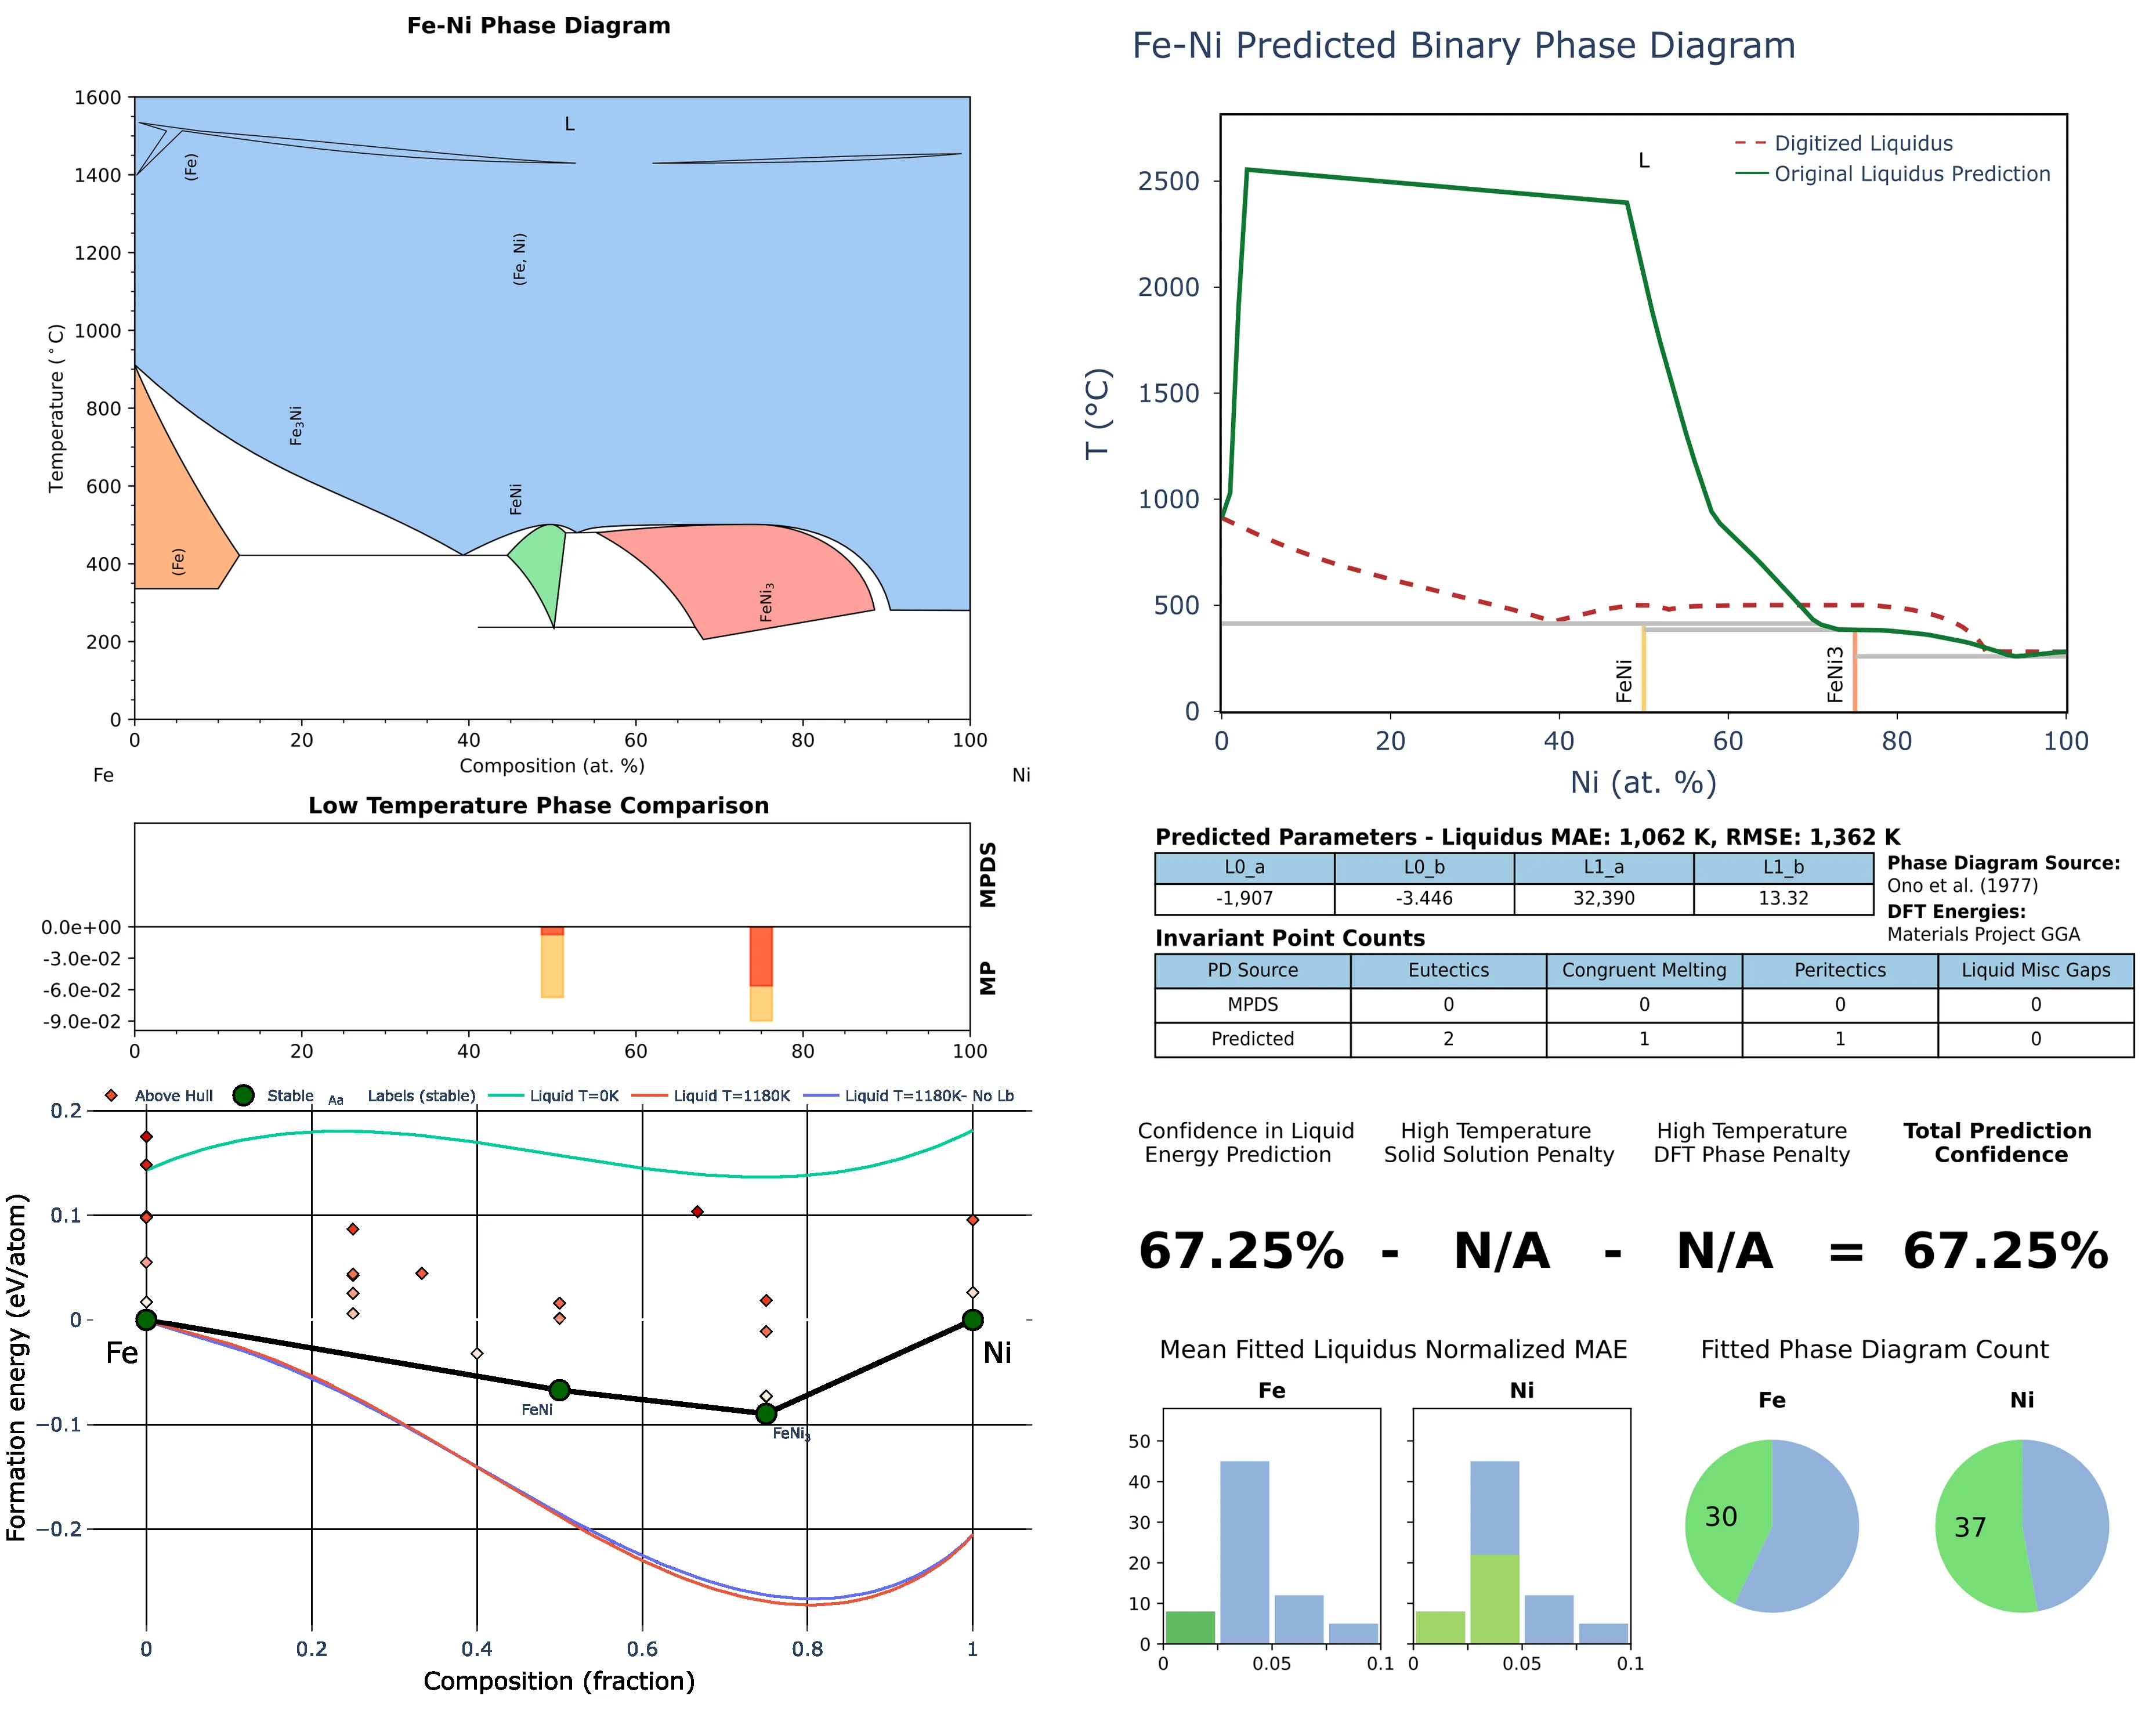 Fe-Ni Phase Diagram
1600
1400
1200
1000
800
600
400
200
0
Temperature (°C)
L
(Fe)
(Fe, Ni)
Fe₃Ni
FeNi
(Fe)
FeNi₃
0 20 40 60 80 100
Composition (at. %)
Fe Ni
Low Temperature Phase Comparison
MPDS
MP
0.0e+00
-3.0e-02
-6.0e-02
-9.0e-02
0 20 40 60 80 100
Above Hull Stable Aa Labels (stable) Liquid T=0K Liquid T=1180K Liquid T=1180K- No Lb
0.2
0.1
0
−0.1
−0.2
Formation energy (eV/atom)
Fe
Ni
FeNi
FeNi₃
0 0.2 0.4 0.6 0.8 1
Composition (fraction)
Fe-Ni Predicted Binary Phase Diagram
2500
2000
1500
1000
500
0
T (°C)
L
Digitized Liquidus
Original Liquidus Prediction
FeNi
FeNi3
0 20 40 60 80 100
Ni (at. %)
Predicted Parameters - Liquidus MAE: 1,062 K, RMSE: 1,362 K
L0_a L0_b L1_a L1_b
-1,907 -3.446 32,390 13.32
Phase Diagram Source:
Ono et al. (1977)
DFT Energies:
Materials Project GGA
Invariant Point Counts
PD Source Eutectics Congruent Melting Peritectics Liquid Misc Gaps
MPDS 0 0 0 0
Predicted 2 1 1 0
Confidence in Liquid
Energy Prediction
High Temperature
Solid Solution Penalty
High Temperature
DFT Phase Penalty
Total Prediction
Confidence
67.25% - N/A - N/A = 67.25%
Mean Fitted Liquidus Normalized MAE
Fe
Ni
50
40
30
20
10
0
0 0.05 0.1
0 0.05 0.1
Fitted Phase Diagram Count
Fe
Ni
30
37